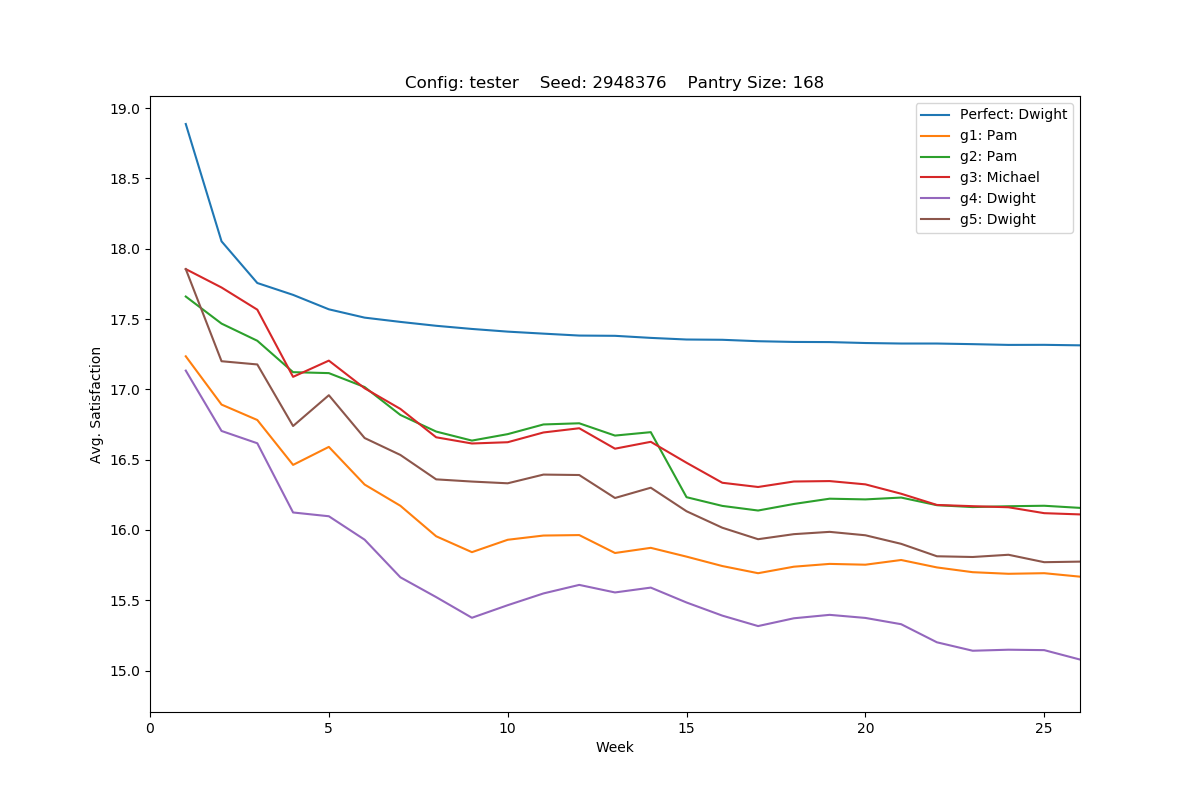 Config: tester    Seed: 2948376    Pantry Size: 168
19.0
18.5
18.0
17.5
17.0
16.5
16.0
15.5
15.0
Avg. Satisfaction
Perfect: Dwight
g1: Pam
g2: Pam
g3: Michael
g4: Dwight
g5: Dwight
0 5 10 15 20 25
Week